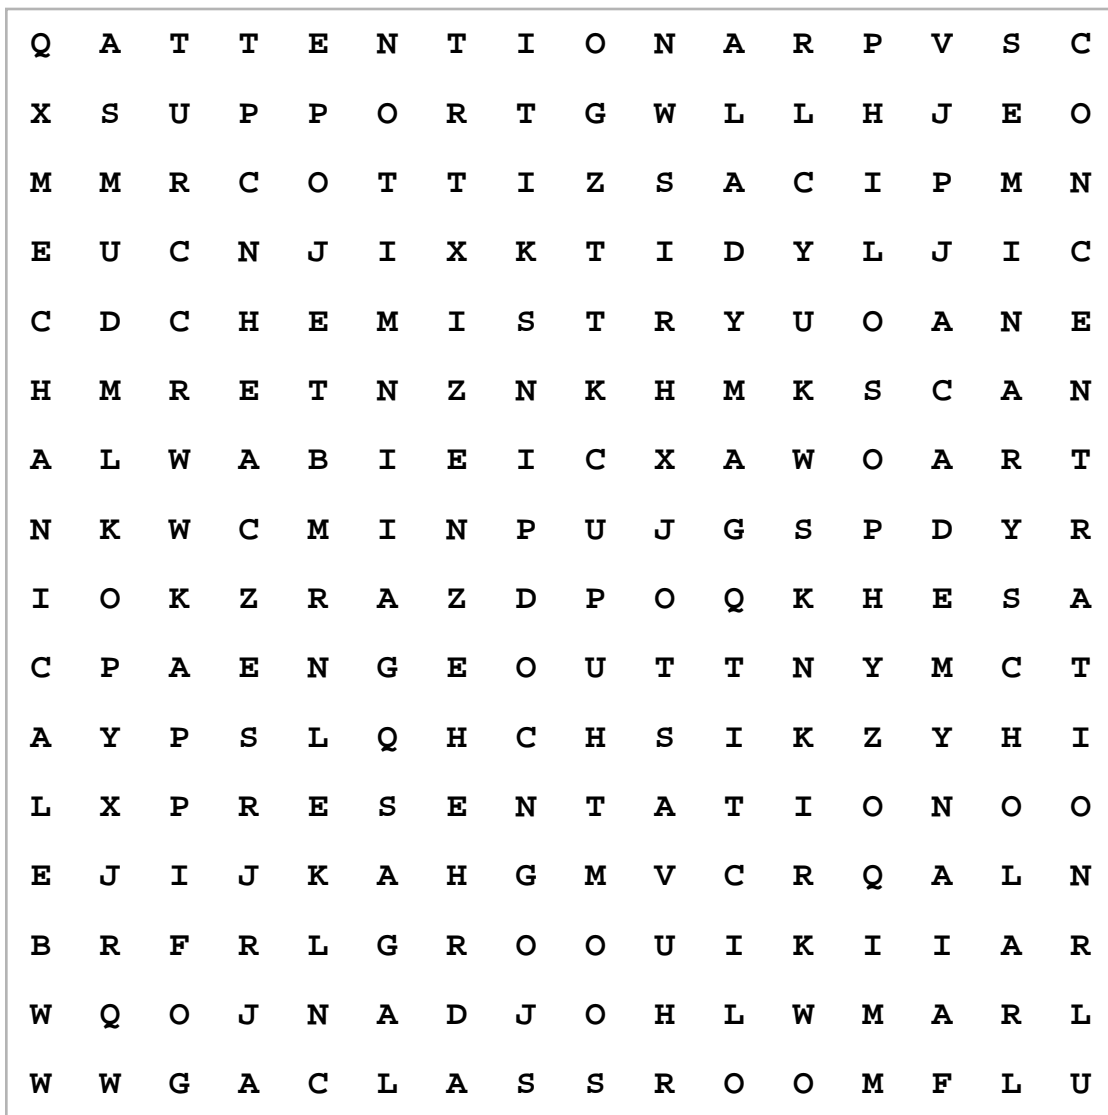 Q A T T E N T I O N A R P V S C
X S U P P O R T G W L L H J E O
M M R C O T T I Z S A C I P M N
E U C N J I X K T I D Y L J I C
C D C H E M I S T R Y U O A N E
H M R E T N Z N K H M K S C A N
A L W A B I E I C X A W O A R T
N K W C M I N P U J G S P D Y R
I O K Z R A Z D P O Q K H E S A
C P A E N G E O U T T N Y M C T
A Y P S L Q H C H S I K Z Y H I
L X P R E S E N T A T I O N O O
E J I J K A H G M V C R Q A L N
B R F R L G R O O U I K I I A R
W Q O J N A D J O H L W M A R L
W W G A C L A S S R O O M F L U